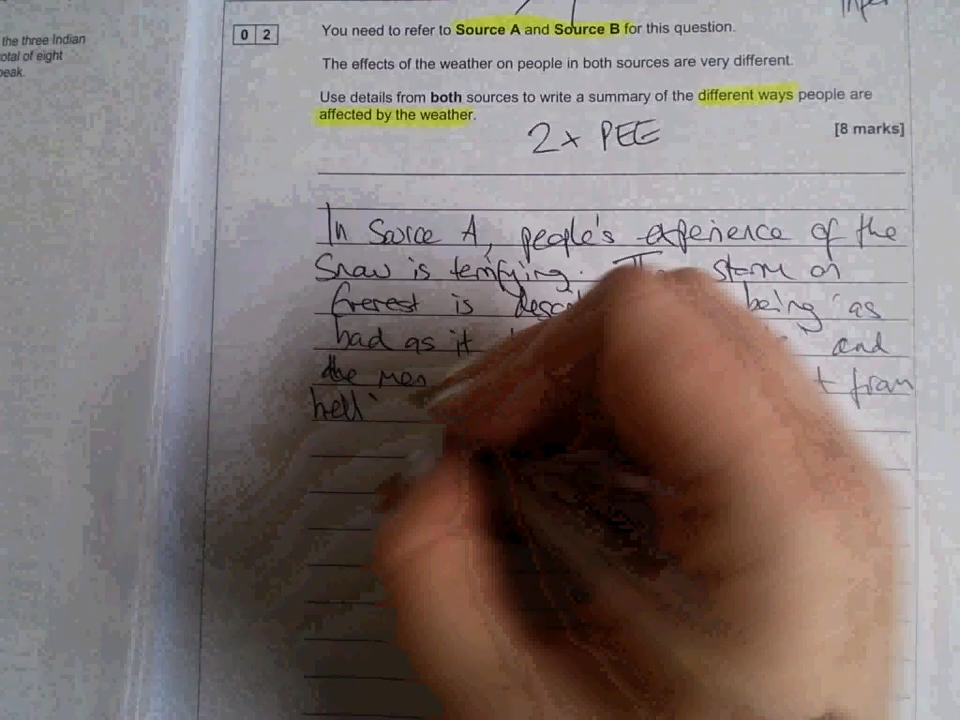 the three Indian
otal of eight
peak.
0 2
You need to refer to Source A and Source B for this question.
The effects of the weather on people in both sources are very different.
Use details from both sources to write a summary of the different ways people are
affected by the weather.
[8 marks]
2x PEE
In Source A, people's experience of the
Snow is terrifying. storm on
Everest is being 'as
bad as it and
the men from
hell'